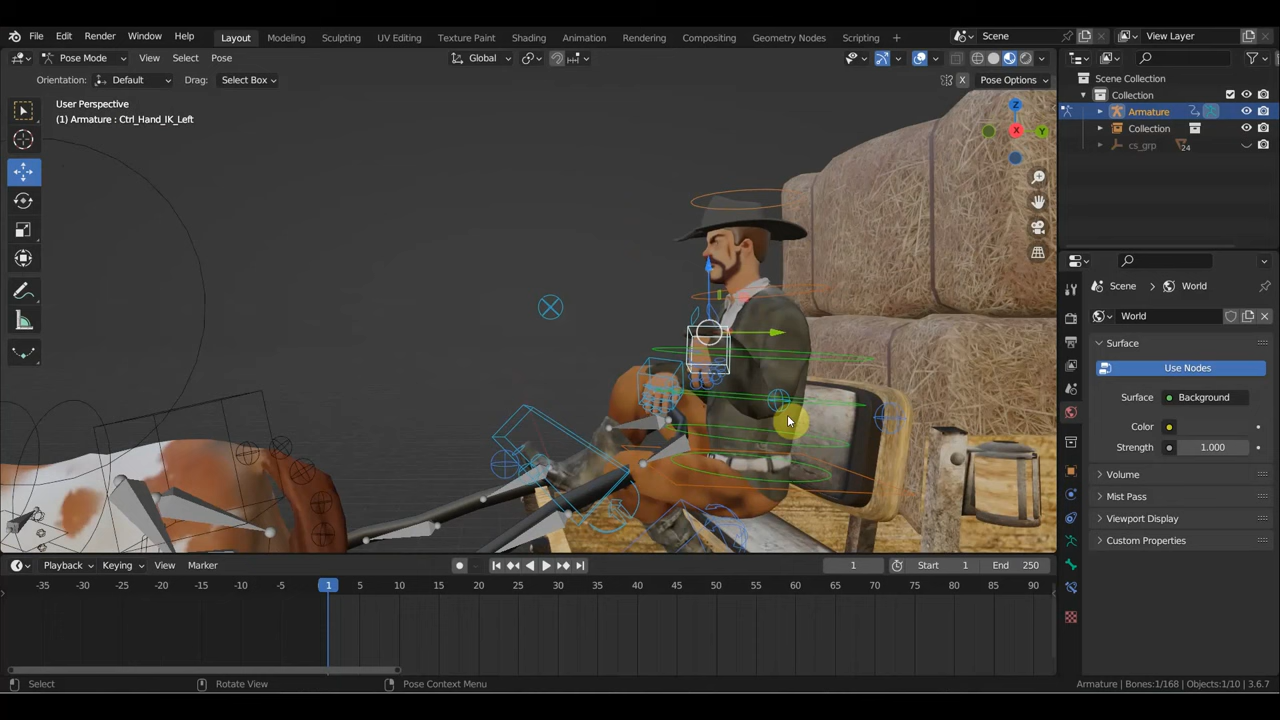 File Edit Render Window Help Layout Modeling Sculpting UV Editing Texture Paint Shading Animation Rendering Compositing Geometry Nodes Scripting + Scene View Layer
Pose Mode View Select Pose Global
Orientation: Default Drag: Select Box X Pose Options
User Perspective
(1) Armature : Ctrl_Hand_IK_Left
Z
X
Y
Scene Collection
Collection
Armature
Collection
cs_grp 24
Scene > World
World
Surface
Use Nodes
Surface Background
Color
Strength 1.000
Volume
Mist Pass
Viewport Display
Custom Properties
Playback Keying View Marker 1 Start 1 End 250
-35 -30 -25 -20 -15 -10 -5 1 5 10 15 20 25 30 35 40 45 50 55 60 65 70 75 80 85 90
Select Rotate View Pose Context Menu Armature | Bones:1/168 | Objects:1/10 | 3.6.7